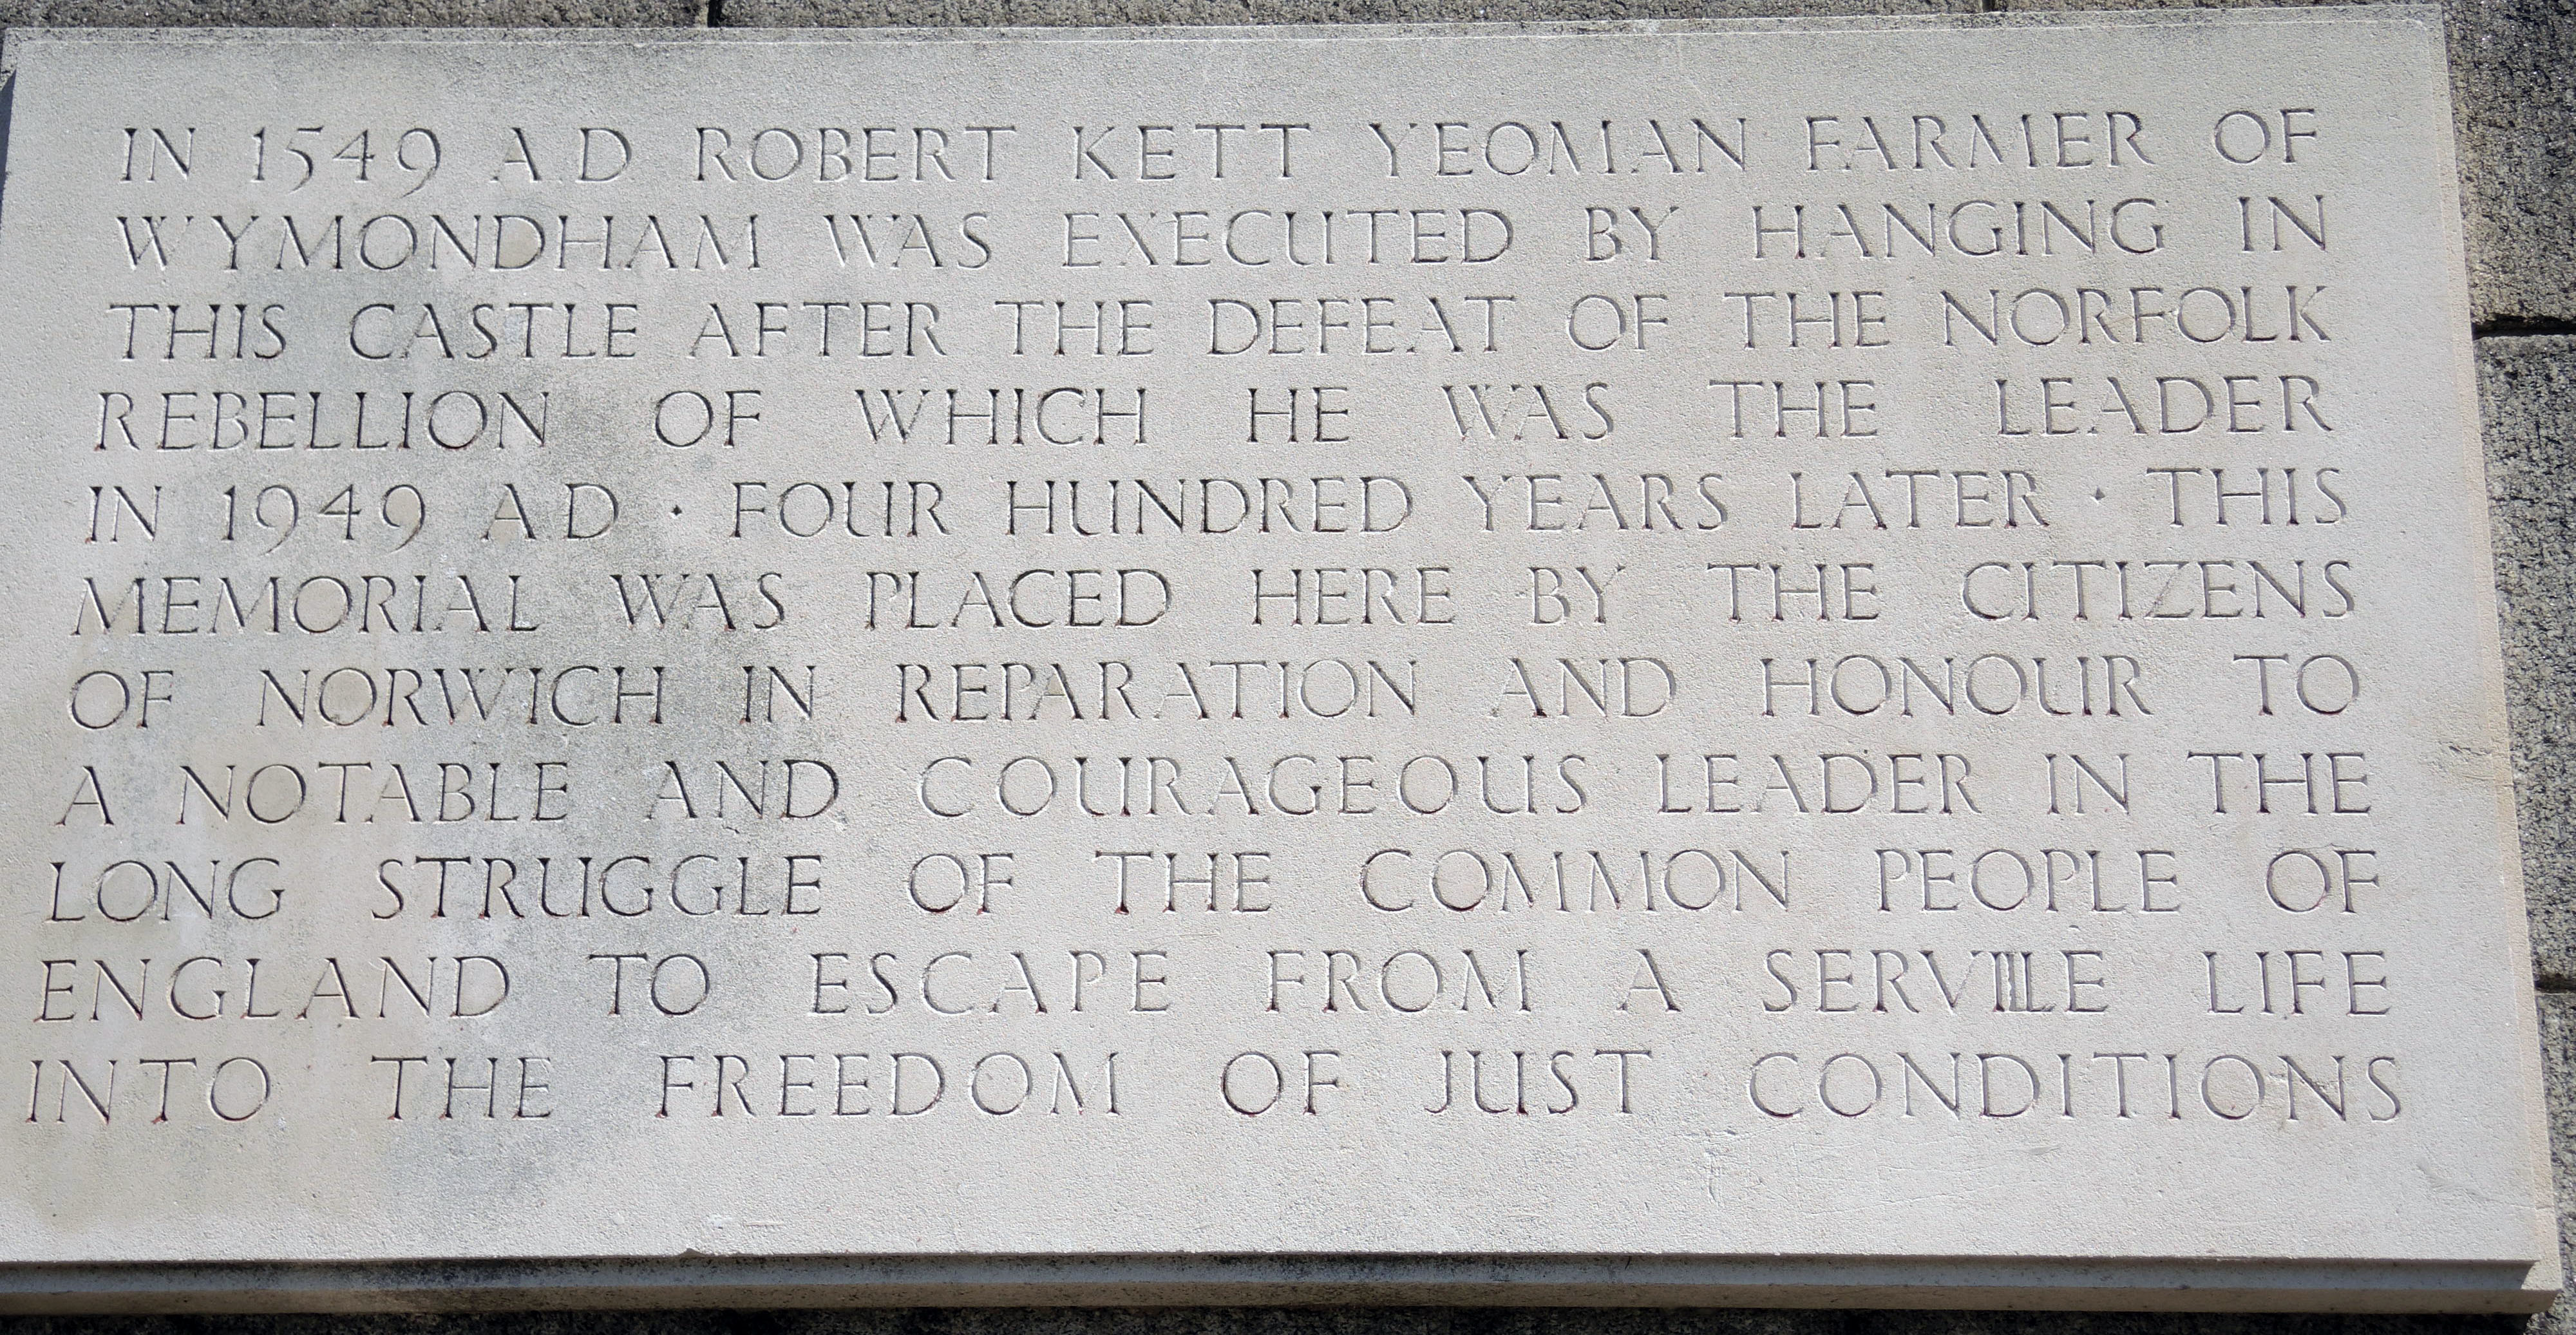 IN 1549 A.D. ROBERT KETT YEOMAN FARMER OF
WYMONDHAM WAS EXECUTED BY HANGING IN
THIS CASTLE AFTER THE DEFEAT OF THE NORFOLK
REBELLION OF WHICH HE WAS THE LEADER
IN 1949 AD · FOUR HUNDRED YEARS LATER · THIS
MEMORIAL WAS PLACED HERE BY THE CITIZENS
OF NORWICH IN REPARATION AND HONOUR TO
A NOTABLE AND COURAGEOUS LEADER IN THE
LONG STRUGGLE OF THE COMMON PEOPLE OF
ENGLAND TO ESCAPE FROM A SERVILE LIFE
INTO THE FREEDOM OF JUST CONDITIONS